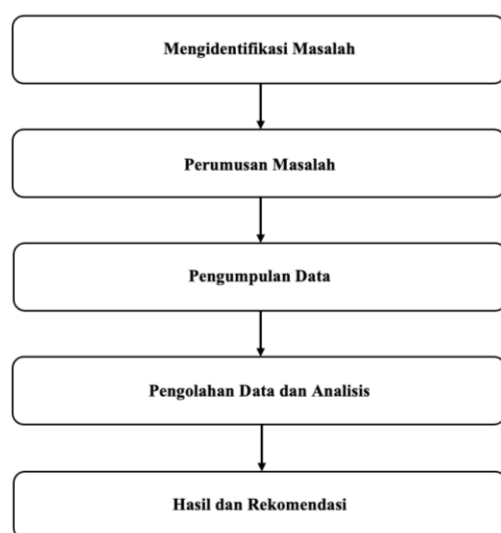 Mengidentifikasi Masalah
Perumusan Masalah
Pengumpulan Data
Pengolahan Data dan Analisis
Hasil dan Rekomendasi